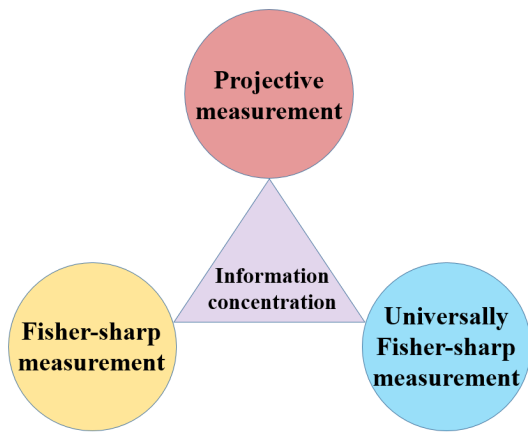 Projective
measurement
Information
concentration
Fisher-sharp
measurement
Universally
Fisher-sharp
measurement